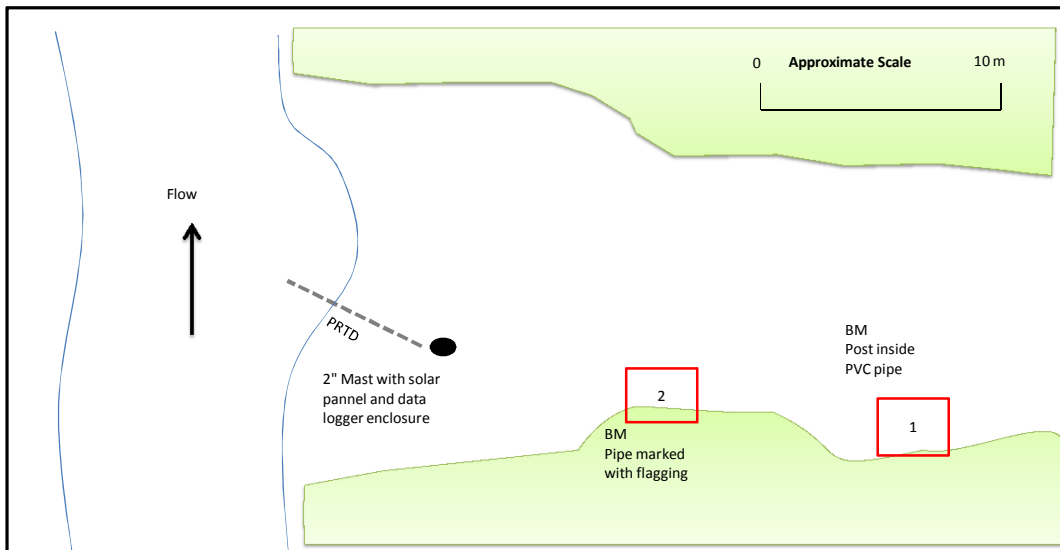 0 Approximate Scale 10 m
Flow
PRTD
2" Mast with solar
pannel and data
logger enclosure
BM
Post inside
PVC pipe
2
1
BM
Pipe marked
with flagging